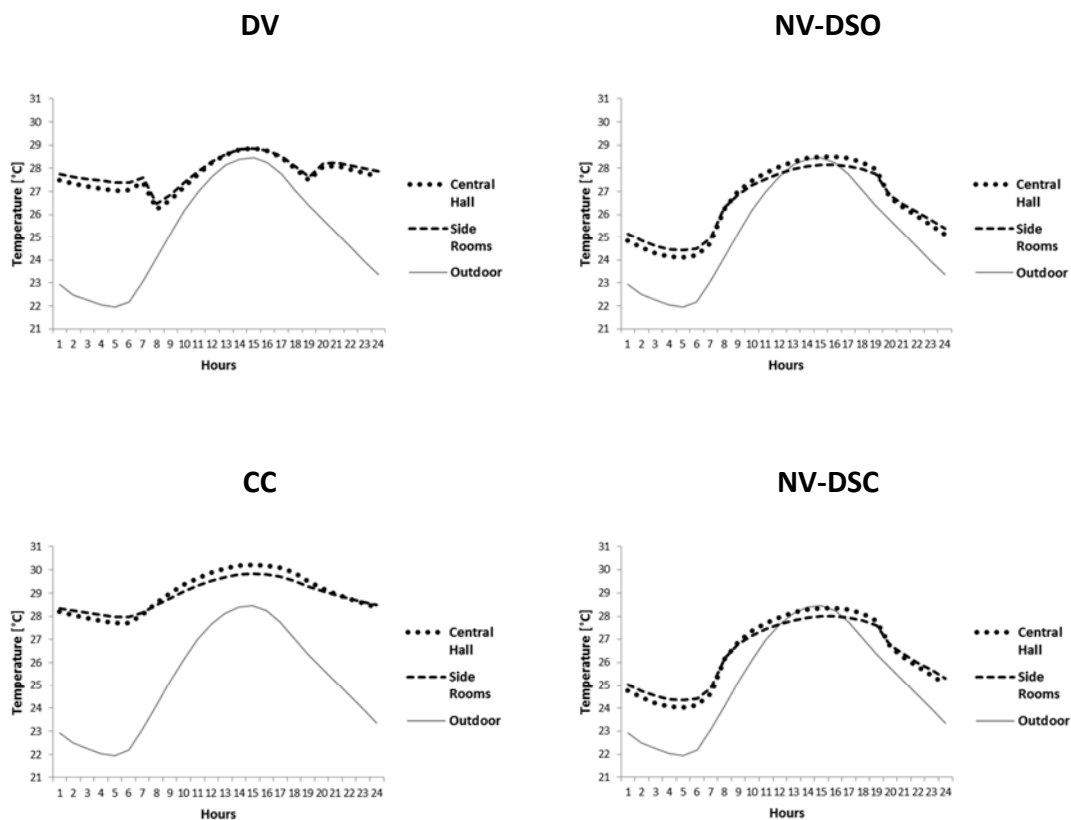 DV
NV-DSO
31
30
29
28
27
26
25
24
23
22
21
Temperature [°C]
1 2 3 4 5 6 7 8 9 10 11 12 13 14 15 16 17 18 19 20 21 22 23 24
Hours
Central
Hall
Side
Rooms
Outdoor
31
30
29
28
27
26
25
24
23
22
21
Temperature [°C]
1 2 3 4 5 6 7 8 9 10 11 12 13 14 15 16 17 18 19 20 21 22 23 24
Hours
Central
Hall
Side
Rooms
Outdoor
CC
NV-DSC
31
30
29
28
27
26
25
24
23
22
21
Temperature [°C]
1 2 3 4 5 6 7 8 9 10 11 12 13 14 15 16 17 18 19 20 21 22 23 24
Hours
Central
Hall
Side
Rooms
Outdoor
31
30
29
28
27
26
25
24
23
22
21
Temperature [°C]
1 2 3 4 5 6 7 8 9 10 11 12 13 14 15 16 17 18 19 20 21 22 23 24
Hours
Central
Hall
Side
Rooms
Outdoor